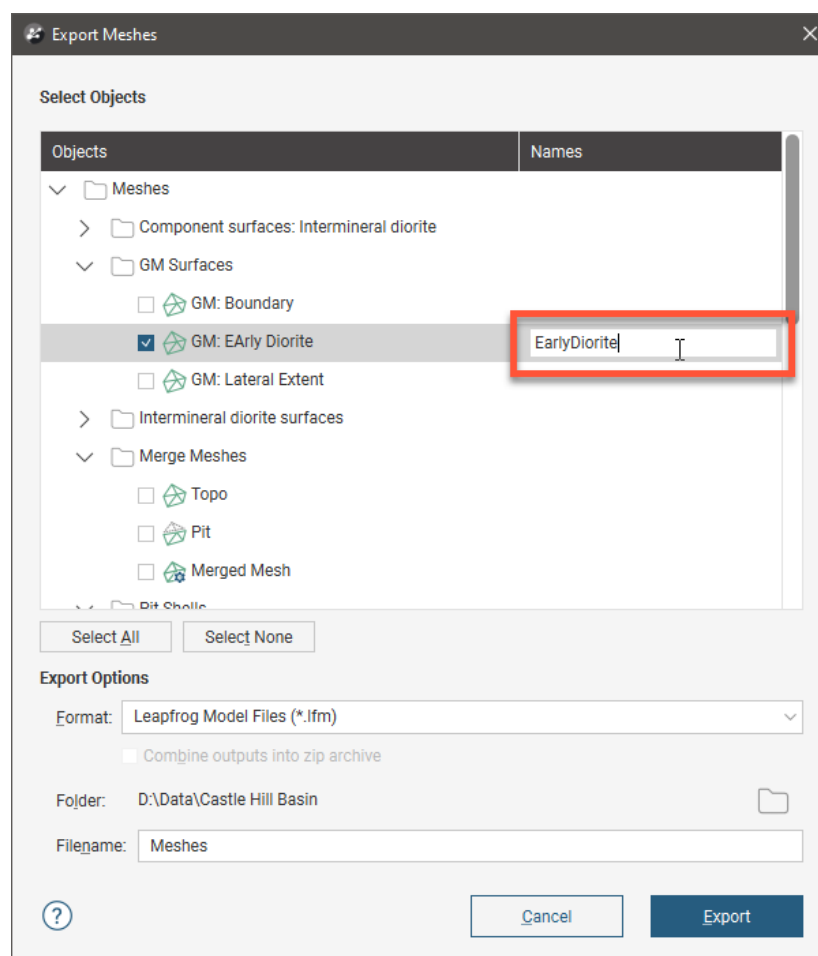 Export Meshes
Select Objects
Objects Names
Meshes
Component surfaces: Intermineral diorite
GM Surfaces
GM: Boundary
GM: EArly Diorite EarlyDiorite
GM: Lateral Extent
Intermineral diorite surfaces
Merge Meshes
Topo
Pit
Merged Mesh
Pit Shells
Select All Select None
Export Options
Format: Leapfrog Model Files (*.lfm)
Combine outputs into zip archive
Folder: D:\Data\Castle Hill Basin
Filename: Meshes
? Cancel Export